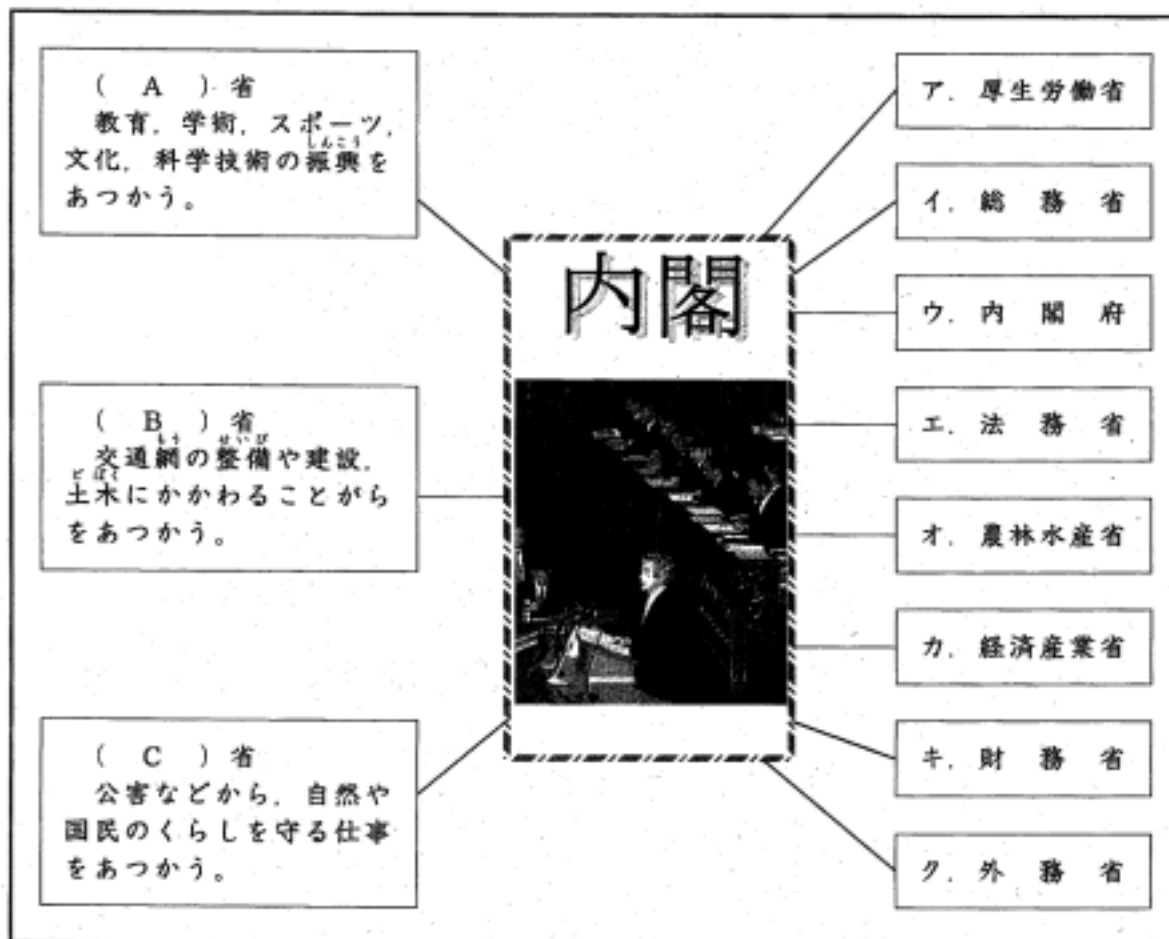 ( A )省
教育，学術，スポーツ，
文化，科学技術の振興を
あつかう。
( B )省
交通網の整備や建設，
土木にかかわることがら
をあつかう。
( C )省
公害などから，自然や
国民のくらしを守る仕事
をあつかう。
内閣
ア．厚生労働省
イ．総務省
ウ．内閣府
エ．法務省
オ．農林水産省
カ．経済産業省
キ．財務省
ク．外務省